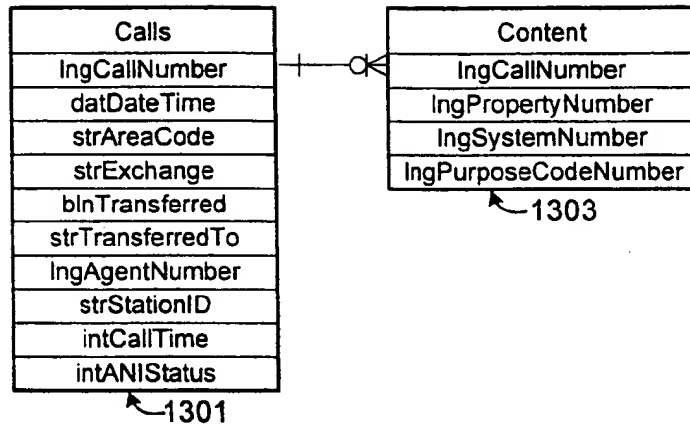 Calls
lngCallNumber
datDateTime
strAreaCode
strExchange
blnTransferred
strTransferredTo
lngAgentNumber
strStationID
intCallTime
intANIStatus
1301
Content
lngCallNumber
lngPropertyNumber
lngSystemNumber
lngPurposeCodeNumber
1303